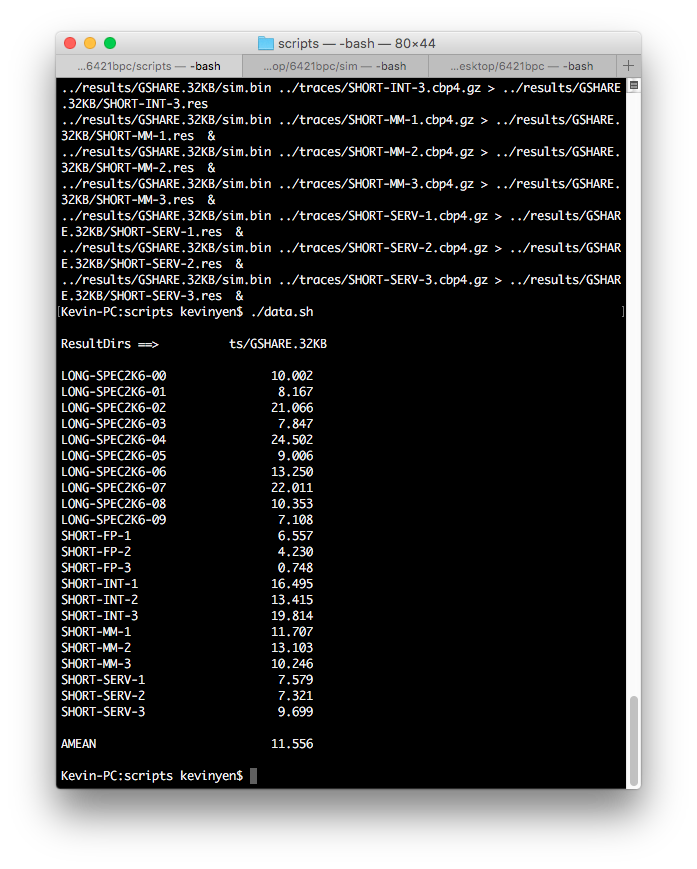 scripts — -bash — 80×44
...6421bpc/scripts — -bash ...op/6421bpc/sim — -bash ...esktop/6421bpc — -bash +
../results/GSHARE.32KB/sim.bin ../traces/SHORT-INT-3.cbp4.gz > ../results/GSHARE
.32KB/SHORT-INT-3.res
../results/GSHARE.32KB/sim.bin ../traces/SHORT-MM-1.cbp4.gz > ../results/GSHARE.
32KB/SHORT-MM-1.res  &
../results/GSHARE.32KB/sim.bin ../traces/SHORT-MM-2.cbp4.gz > ../results/GSHARE.
32KB/SHORT-MM-2.res  &
../results/GSHARE.32KB/sim.bin ../traces/SHORT-MM-3.cbp4.gz > ../results/GSHARE.
32KB/SHORT-MM-3.res  &
../results/GSHARE.32KB/sim.bin ../traces/SHORT-SERV-1.cbp4.gz > ../results/GSHAR
E.32KB/SHORT-SERV-1.res  &
../results/GSHARE.32KB/sim.bin ../traces/SHORT-SERV-2.cbp4.gz > ../results/GSHAR
E.32KB/SHORT-SERV-2.res  &
../results/GSHARE.32KB/sim.bin ../traces/SHORT-SERV-3.cbp4.gz > ../results/GSHAR
E.32KB/SHORT-SERV-3.res  &
[Kevin-PC:scripts kevinyen$ ./data.sh ]
ResultDirs ==> ts/GSHARE.32KB
LONG-SPEC2K6-00 10.002
LONG-SPEC2K6-01 8.167
LONG-SPEC2K6-02 21.066
LONG-SPEC2K6-03 7.847
LONG-SPEC2K6-04 24.502
LONG-SPEC2K6-05 9.006
LONG-SPEC2K6-06 13.250
LONG-SPEC2K6-07 22.011
LONG-SPEC2K6-08 10.353
LONG-SPEC2K6-09 7.108
SHORT-FP-1 6.557
SHORT-FP-2 4.230
SHORT-FP-3 0.748
SHORT-INT-1 16.495
SHORT-INT-2 13.415
SHORT-INT-3 19.814
SHORT-MM-1 11.707
SHORT-MM-2 13.103
SHORT-MM-3 10.246
SHORT-SERV-1 7.579
SHORT-SERV-2 7.321
SHORT-SERV-3 9.699
AMEAN 11.556
Kevin-PC:scripts kevinyen$